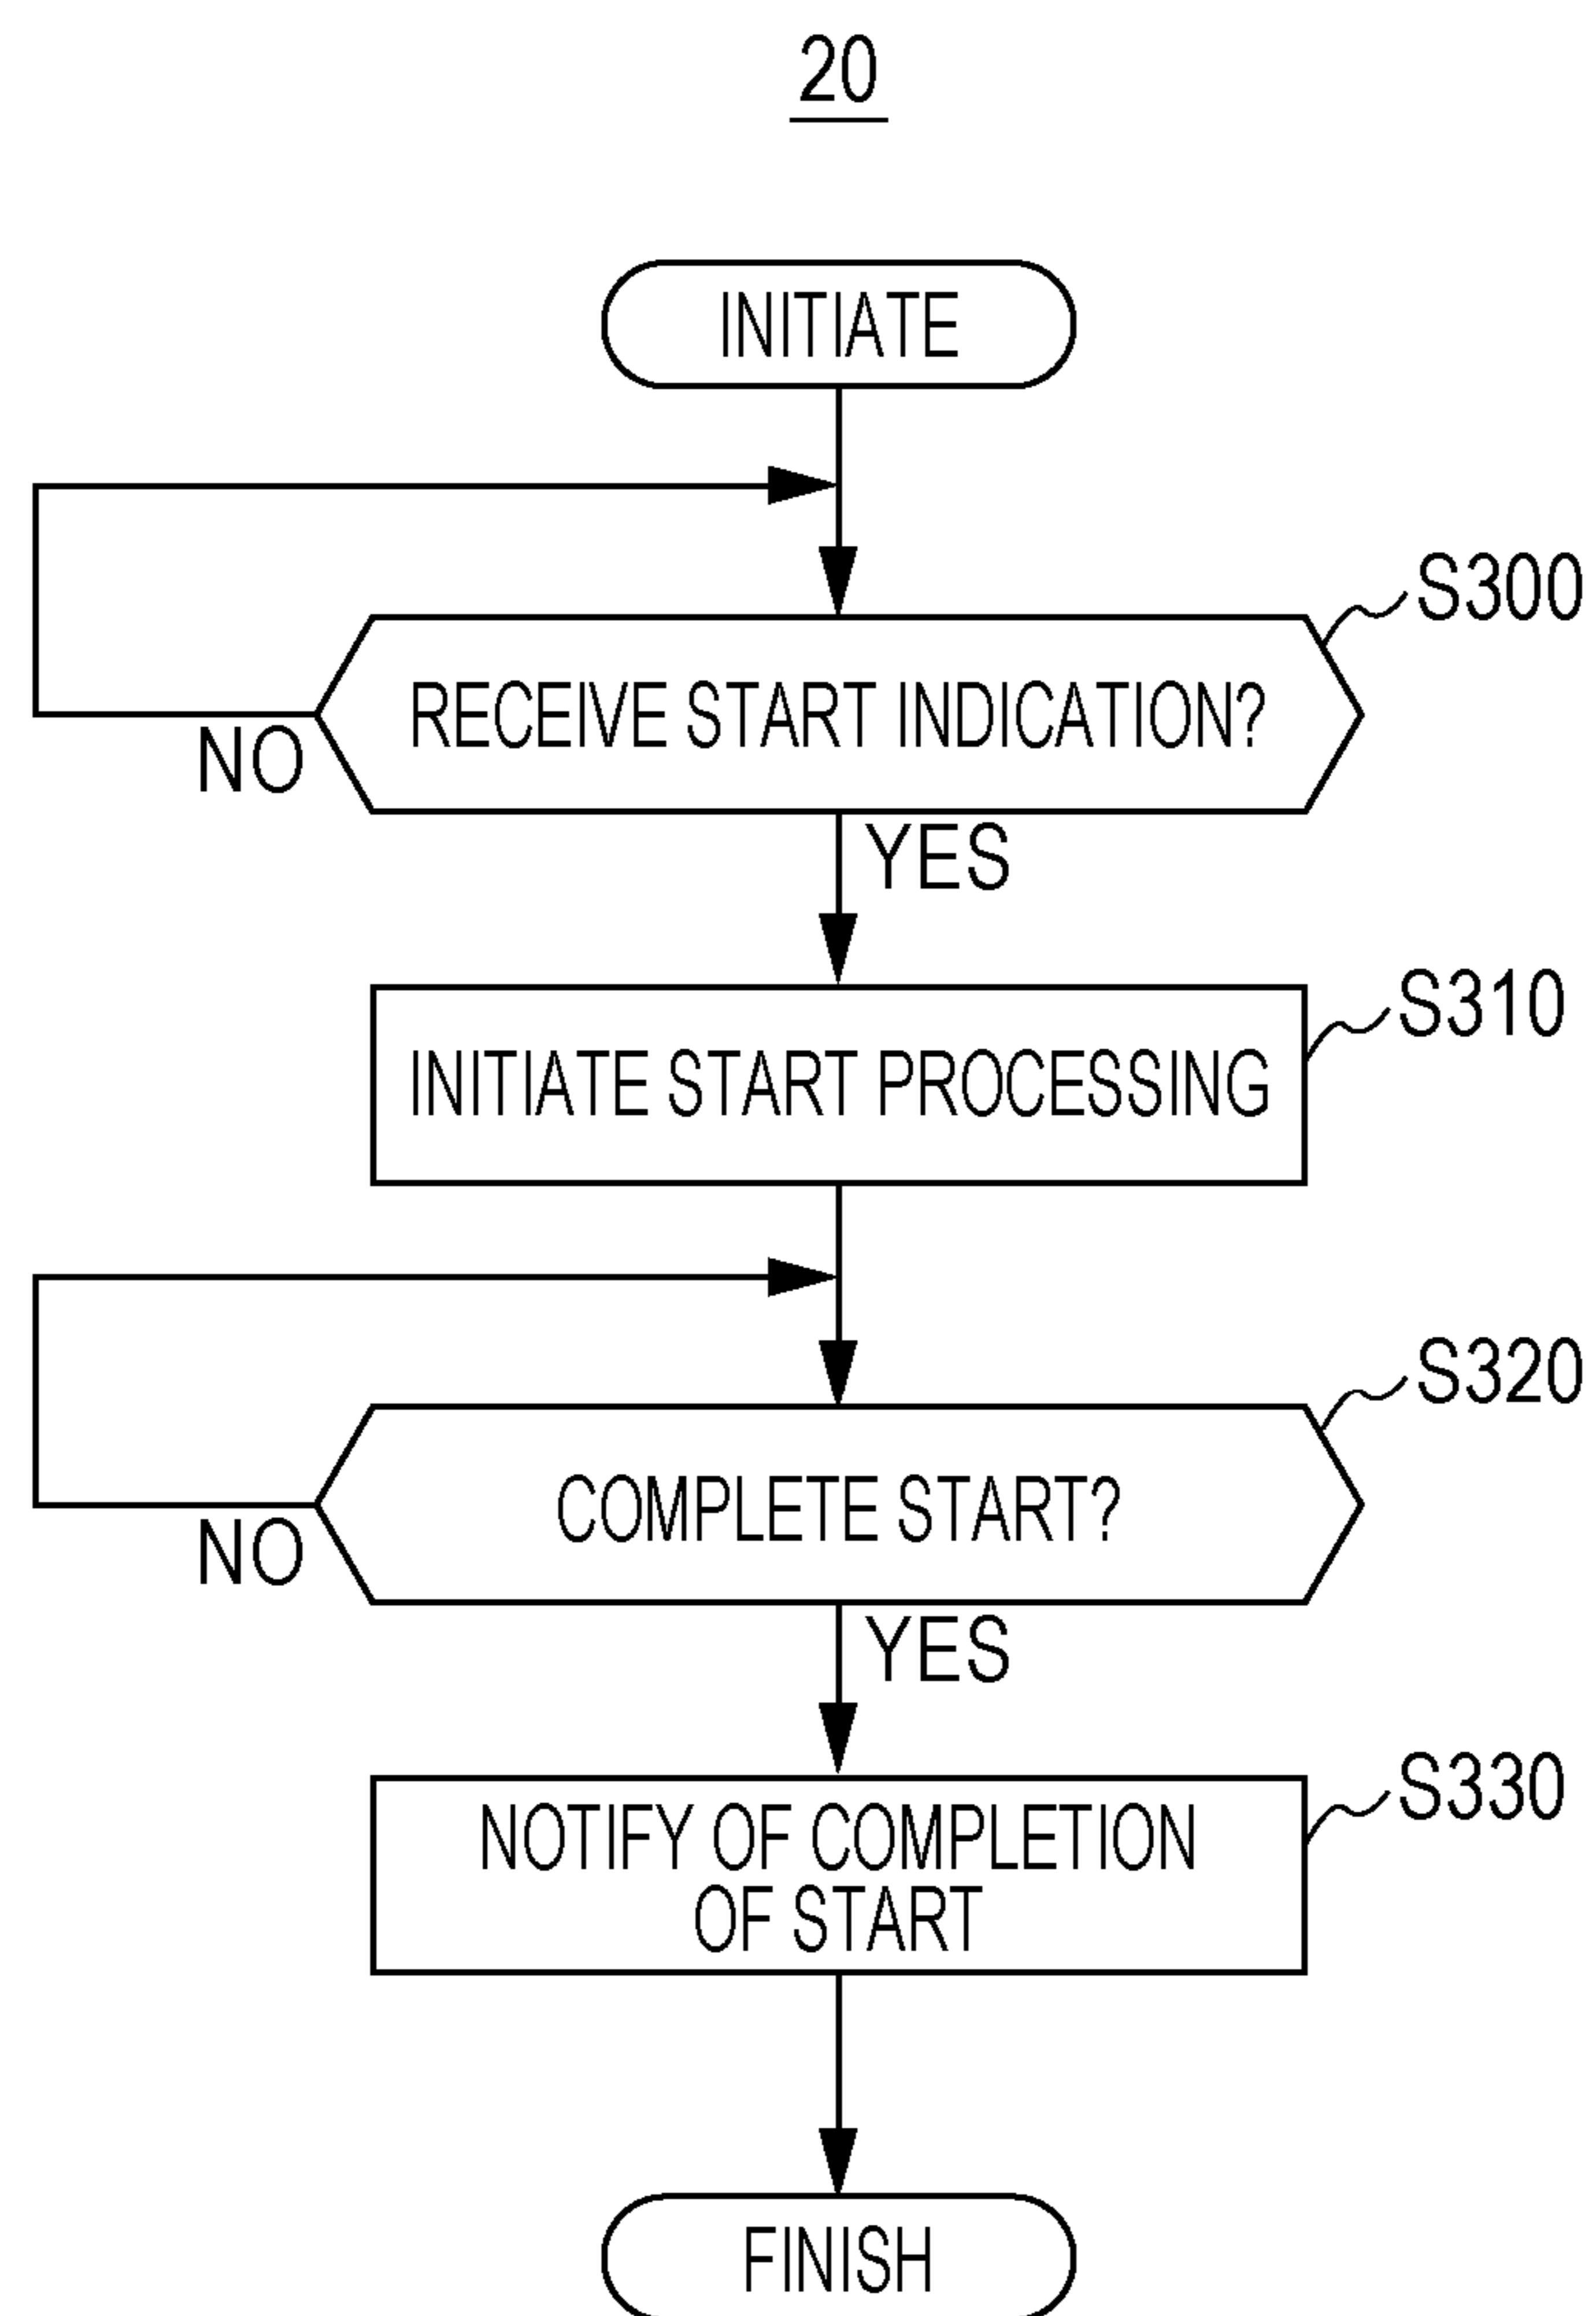 20
INITIATE
S300
RECEIVE START INDICATION?
NO
YES
S310
INITIATE START PROCESSING
S320
COMPLETE START?
NO
YES
S330
NOTIFY OF COMPLETION
OF START
FINISH